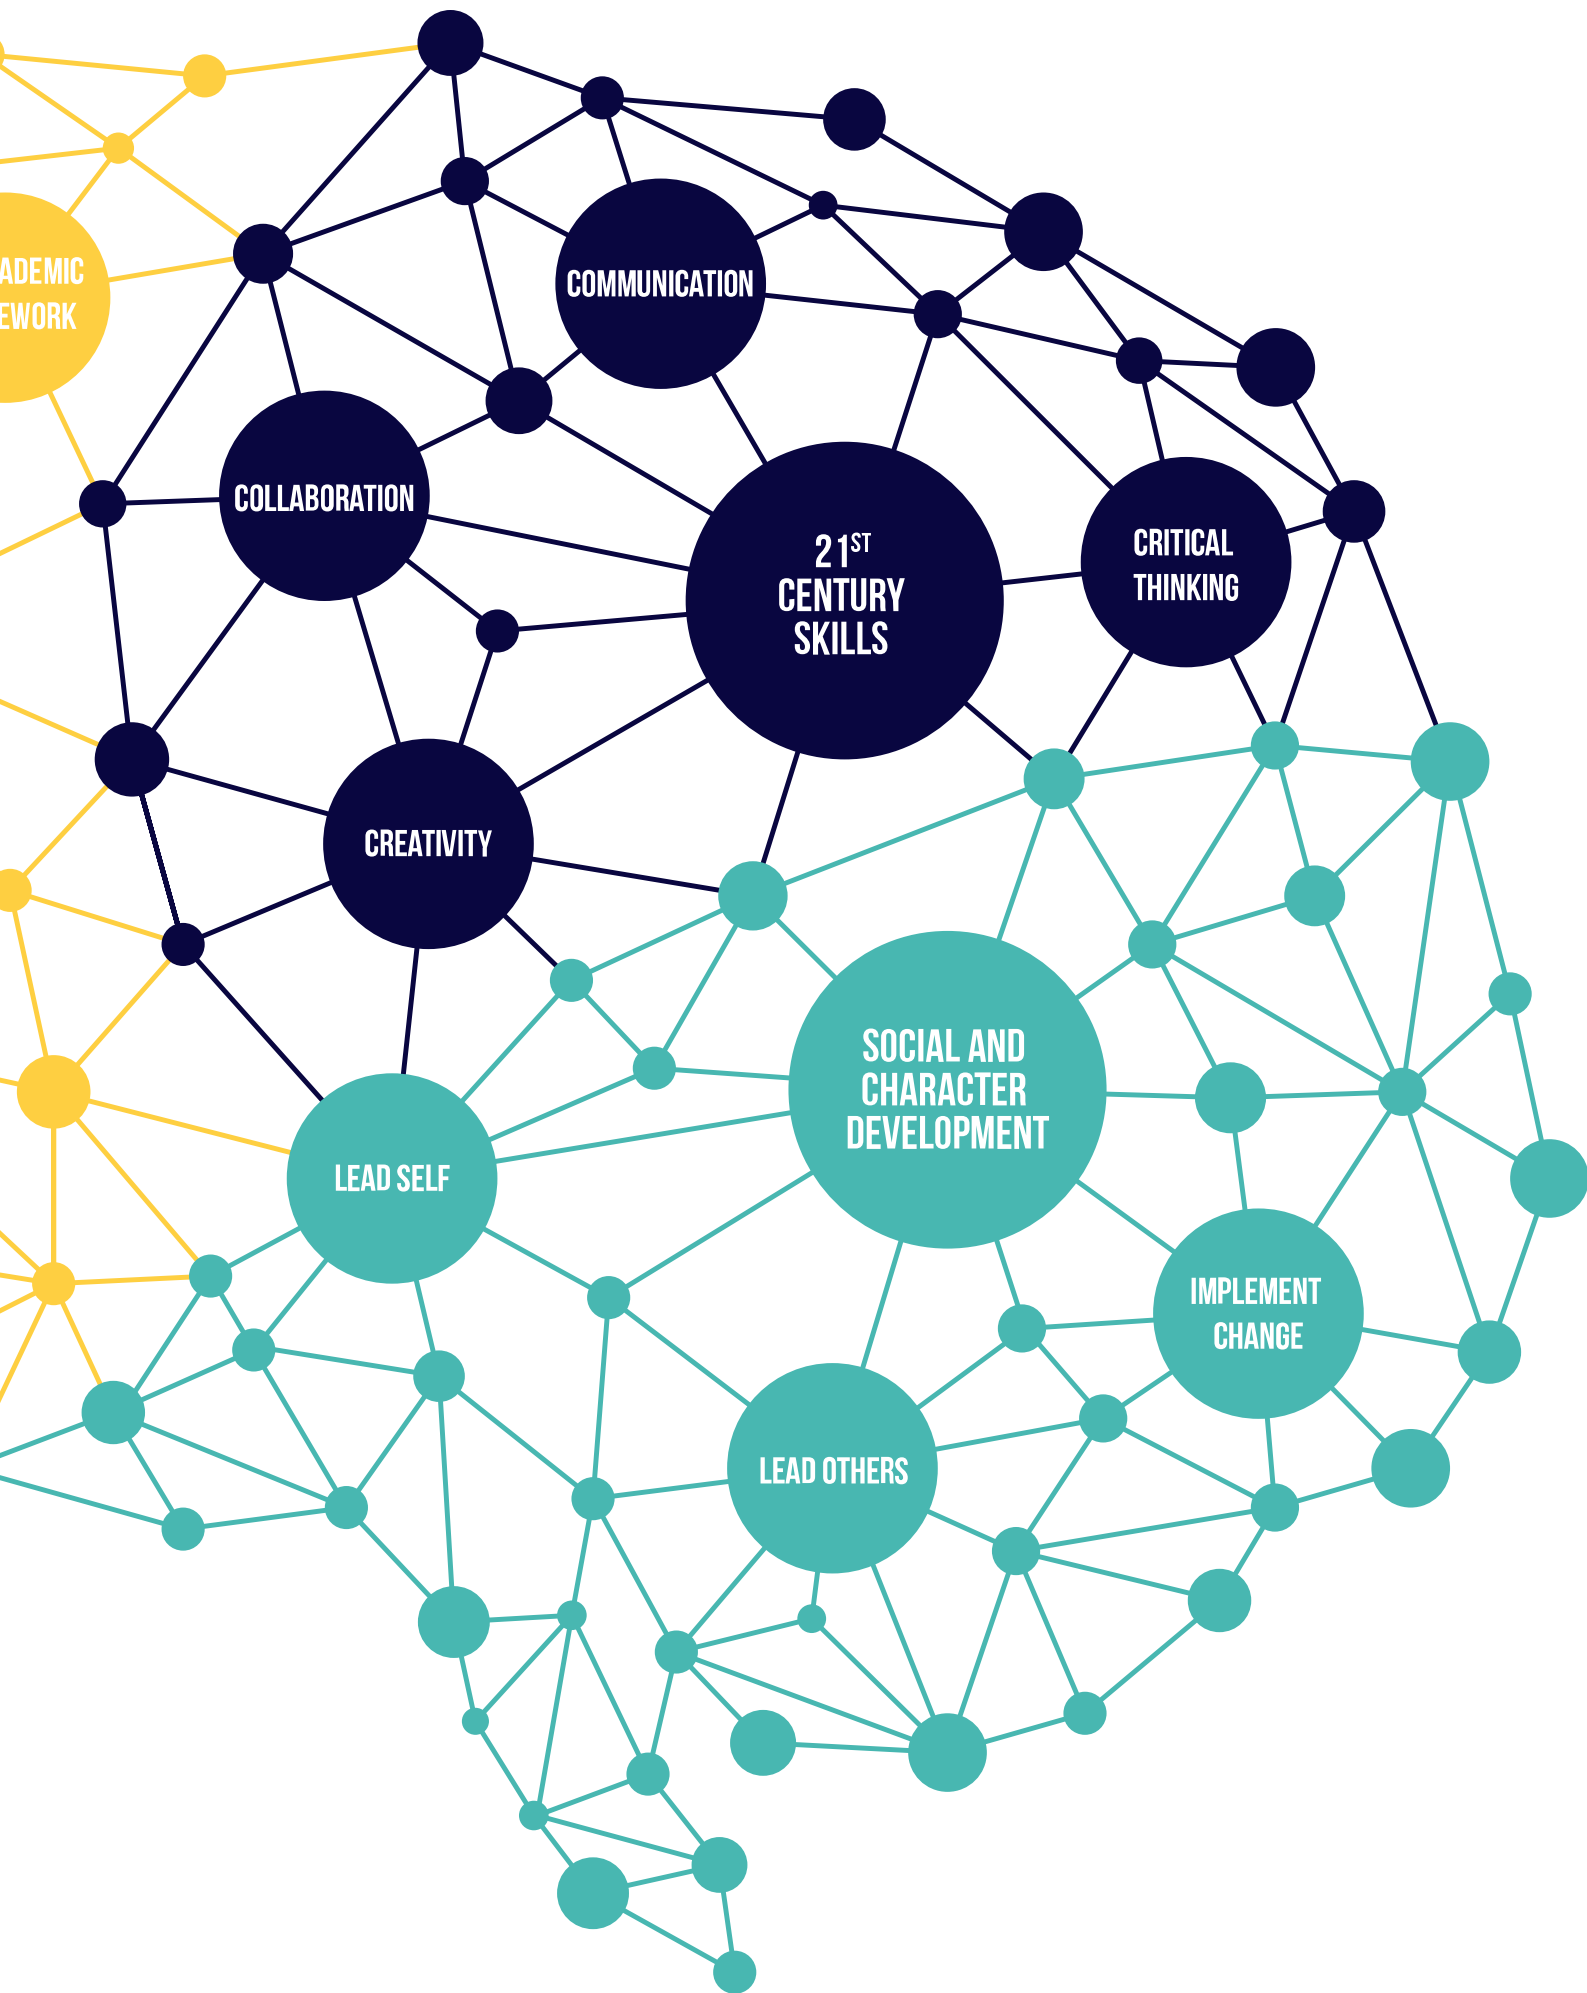 ADEMIC
EWORK
COMMUNICATION
COLLABORATION
21ST
CENTURY
SKILLS
CRITICAL
THINKING
CREATIVITY
SOCIAL AND
CHARACTER
DEVELOPMENT
LEAD SELF
IMPLEMENT
CHANGE
LEAD OTHERS